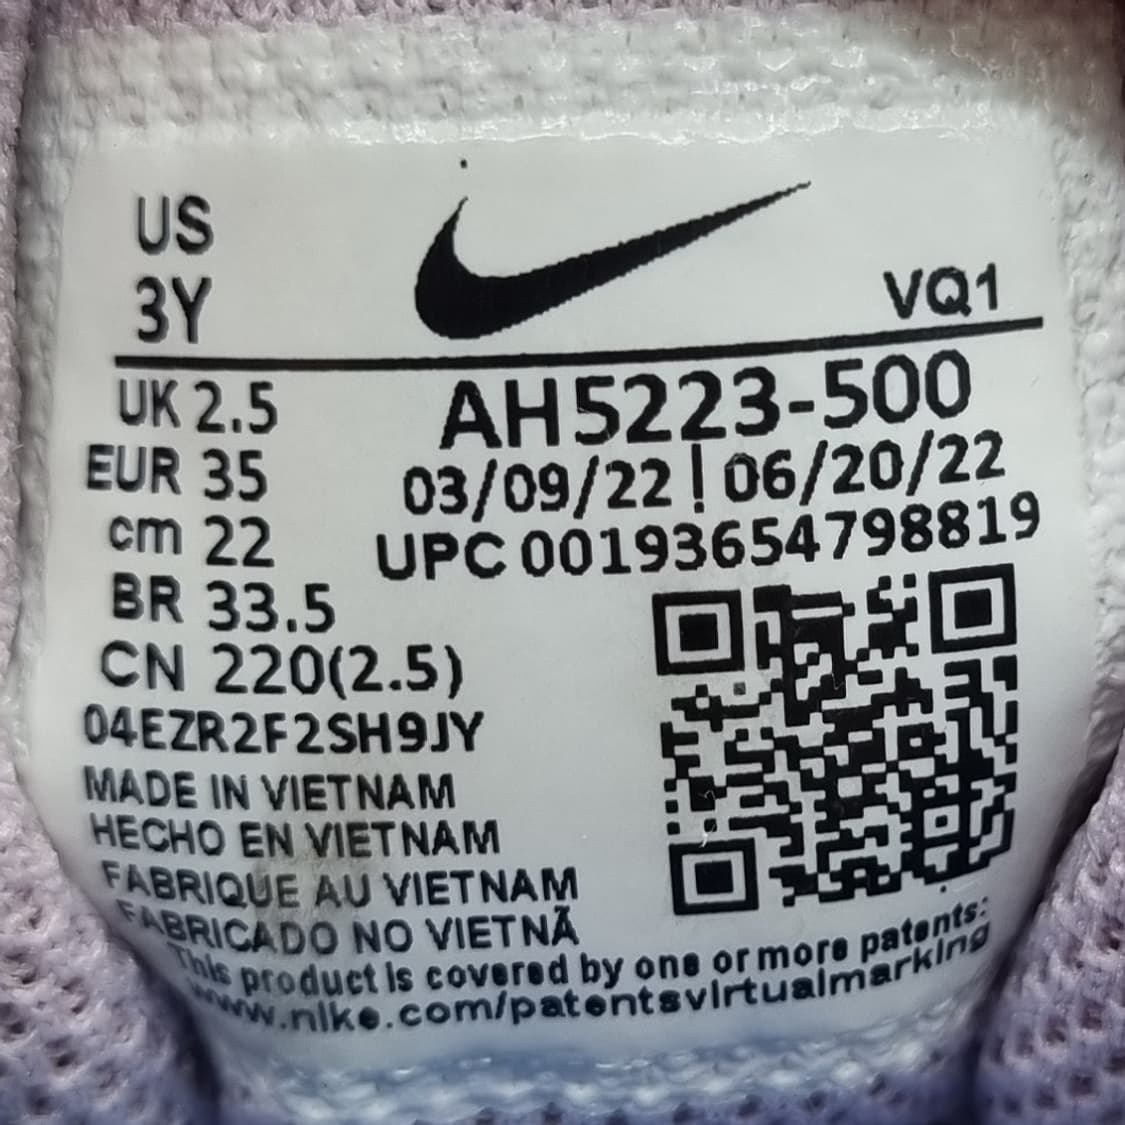 US
3Y
VQ1
UK 2.5
AH5223-500
EUR 35
03/09/22 | 06/20/22
cm 22
UPC 00193654798819
BR 33.5
CN 220(2.5)
04EZR2F2SH9JY
MADE IN VIETNAM
HECHO EN VIETNAM
FABRIQUE AU VIETNAM
FABRICADO NO VIETNÃ
This product is covered by one or more patents:
www.nike.com/patentsvirtualmarking